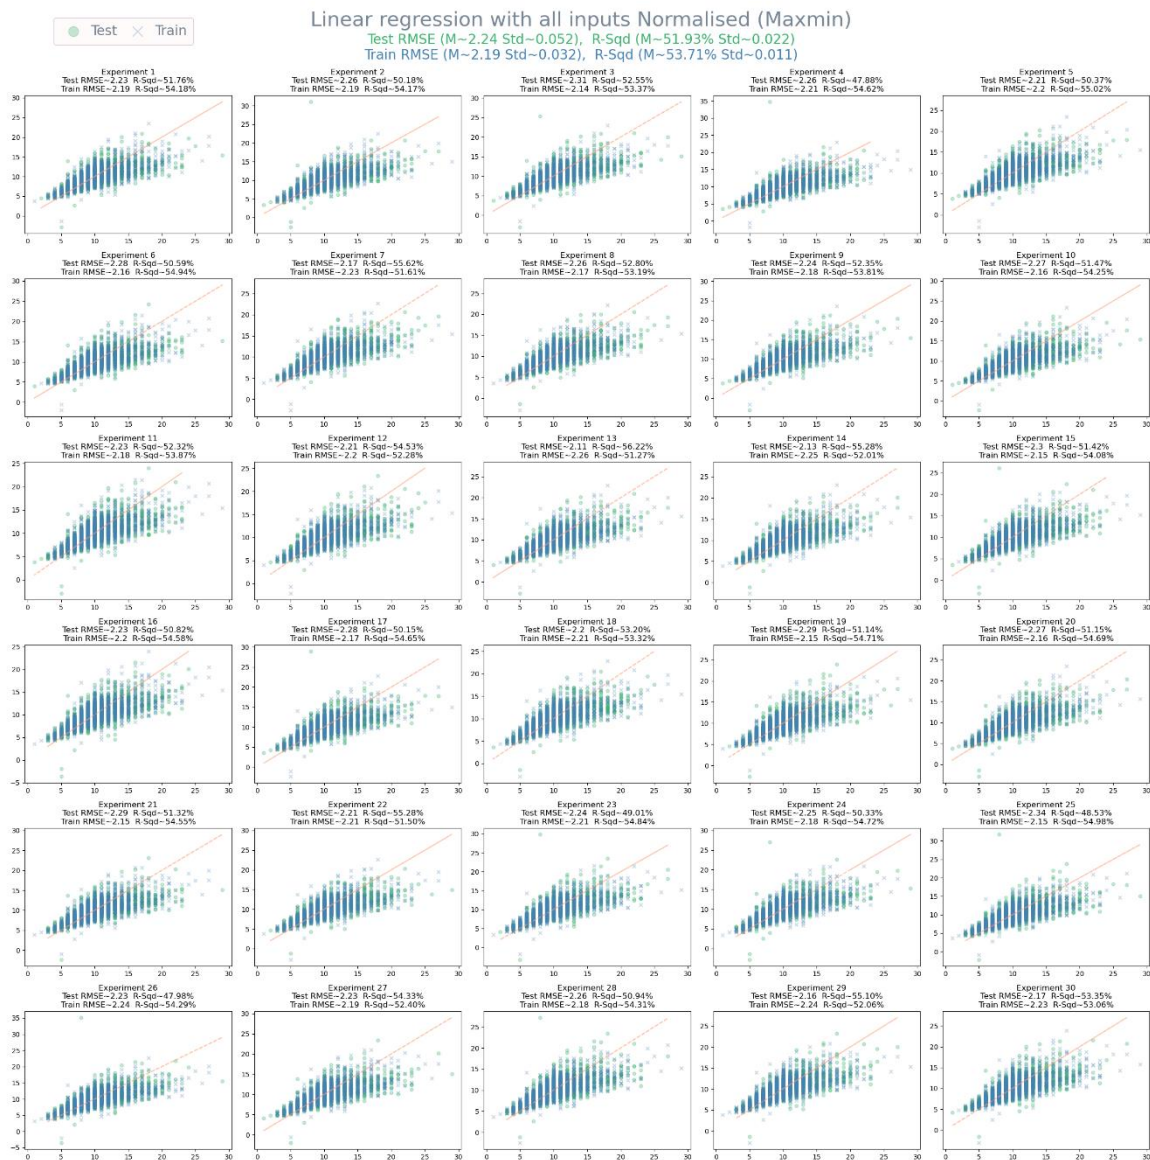 Linear regression with all inputs Normalised (Maxmin)
Test RMSE (M~2.24 Std~0.052), R-Sqd (M~51.93% Std~0.022)
Train RMSE (M~2.19 Std~0.032), R-Sqd (M~53.71% Std~0.011)
Test Train
Experiment 1
Test RMSE~2.23 R-Sqd~51.76%
Train RMSE~2.19 R-Sqd~54.18%
Experiment 2
Test RMSE~2.26 R-Sqd~50.18%
Train RMSE~2.19 R-Sqd~54.17%
Experiment 3
Test RMSE~2.31 R-Sqd~52.55%
Train RMSE~2.14 R-Sqd~53.37%
Experiment 4
Test RMSE~2.26 R-Sqd~47.88%
Train RMSE~2.21 R-Sqd~54.62%
Experiment 5
Test RMSE~2.21 R-Sqd~50.37%
Train RMSE~2.2 R-Sqd~55.02%
Experiment 6
Test RMSE~2.28 R-Sqd~50.59%
Train RMSE~2.16 R-Sqd~54.94%
Experiment 7
Test RMSE~2.17 R-Sqd~55.62%
Train RMSE~2.23 R-Sqd~51.61%
Experiment 8
Test RMSE~2.26 R-Sqd~52.80%
Train RMSE~2.17 R-Sqd~53.19%
Experiment 9
Test RMSE~2.24 R-Sqd~52.35%
Train RMSE~2.18 R-Sqd~53.81%
Experiment 10
Test RMSE~2.27 R-Sqd~51.47%
Train RMSE~2.16 R-Sqd~54.25%
Experiment 11
Test RMSE~2.23 R-Sqd~52.32%
Train RMSE~2.18 R-Sqd~53.87%
Experiment 12
Test RMSE~2.21 R-Sqd~54.53%
Train RMSE~2.2 R-Sqd~52.28%
Experiment 13
Test RMSE~2.11 R-Sqd~56.22%
Train RMSE~2.26 R-Sqd~51.27%
Experiment 14
Test RMSE~2.13 R-Sqd~55.28%
Train RMSE~2.25 R-Sqd~52.01%
Experiment 15
Test RMSE~2.3 R-Sqd~51.42%
Train RMSE~2.15 R-Sqd~54.08%
Experiment 16
Test RMSE~2.23 R-Sqd~50.82%
Train RMSE~2.2 R-Sqd~54.58%
Experiment 17
Test RMSE~2.28 R-Sqd~50.15%
Train RMSE~2.17 R-Sqd~54.65%
Experiment 18
Test RMSE~2.2 R-Sqd~53.20%
Train RMSE~2.21 R-Sqd~53.32%
Experiment 19
Test RMSE~2.29 R-Sqd~51.14%
Train RMSE~2.15 R-Sqd~54.71%
Experiment 20
Test RMSE~2.27 R-Sqd~51.15%
Train RMSE~2.16 R-Sqd~54.69%
Experiment 21
Test RMSE~2.29 R-Sqd~51.32%
Train RMSE~2.15 R-Sqd~54.55%
Experiment 22
Test RMSE~2.21 R-Sqd~55.28%
Train RMSE~2.21 R-Sqd~51.50%
Experiment 23
Test RMSE~2.24 R-Sqd~49.01%
Train RMSE~2.21 R-Sqd~54.84%
Experiment 24
Test RMSE~2.25 R-Sqd~50.33%
Train RMSE~2.18 R-Sqd~54.72%
Experiment 25
Test RMSE~2.34 R-Sqd~48.53%
Train RMSE~2.15 R-Sqd~54.98%
Experiment 26
Test RMSE~2.23 R-Sqd~47.98%
Train RMSE~2.24 R-Sqd~54.29%
Experiment 27
Test RMSE~2.23 R-Sqd~54.33%
Train RMSE~2.19 R-Sqd~52.40%
Experiment 28
Test RMSE~2.26 R-Sqd~50.94%
Train RMSE~2.18 R-Sqd~54.31%
Experiment 29
Test RMSE~2.16 R-Sqd~55.10%
Train RMSE~2.24 R-Sqd~52.06%
Experiment 30
Test RMSE~2.17 R-Sqd~53.35%
Train RMSE~2.23 R-Sqd~53.06%